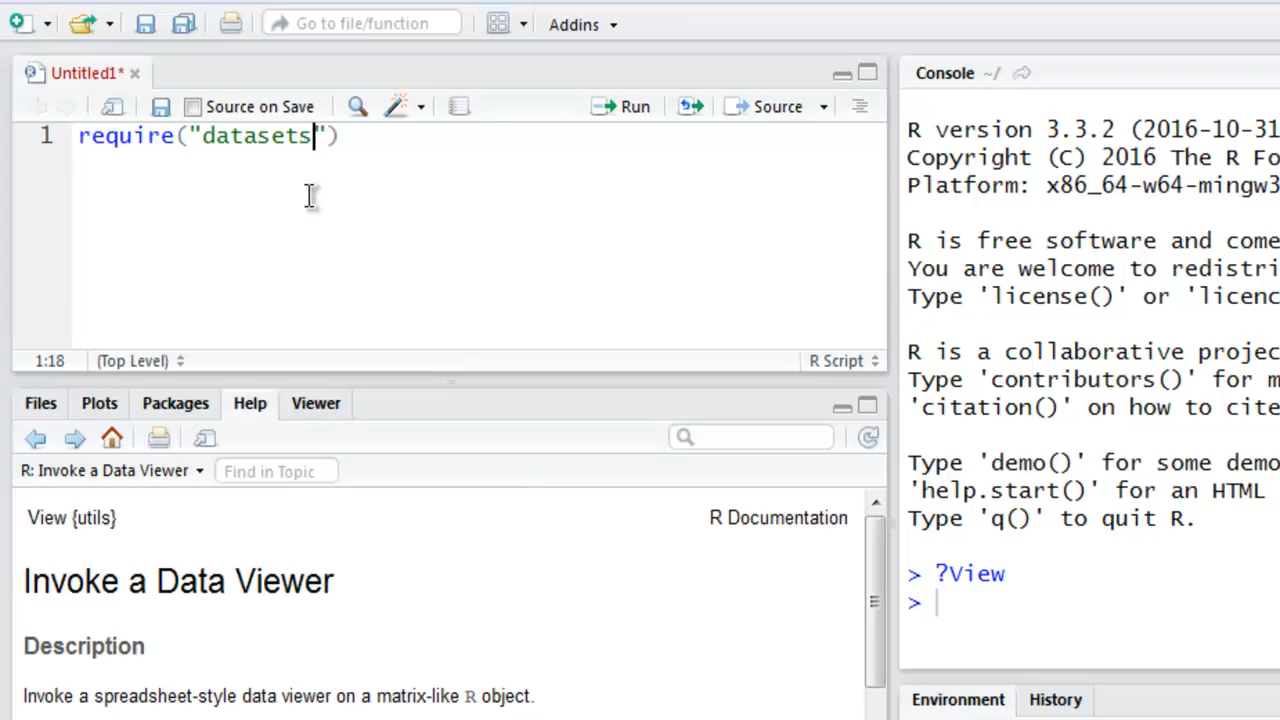 Go to file/function
Addins
Untitled1*
Source on Save
Run
Source
1 require("datasets")
1:18 (Top Level)
R Script
Files Plots Packages Help Viewer
R: Invoke a Data Viewer
Find in Topic
View {utils}
R Documentation
Invoke a Data Viewer
Description
Invoke a spreadsheet-style data viewer on a matrix-like R object.
Console ~/
R version 3.3.2 (2016-10-31
Copyright (C) 2016 The R Fo
Platform: x86_64-w64-mingw3
R is free software and come
You are welcome to redistri
Type 'license()' or 'licenc
R is a collaborative projec
Type 'contributors()' for m
'citation()' on how to cite
Type 'demo()' for some demo
'help.start()' for an HTML
Type 'q()' to quit R.
> ?View
>
Environment History